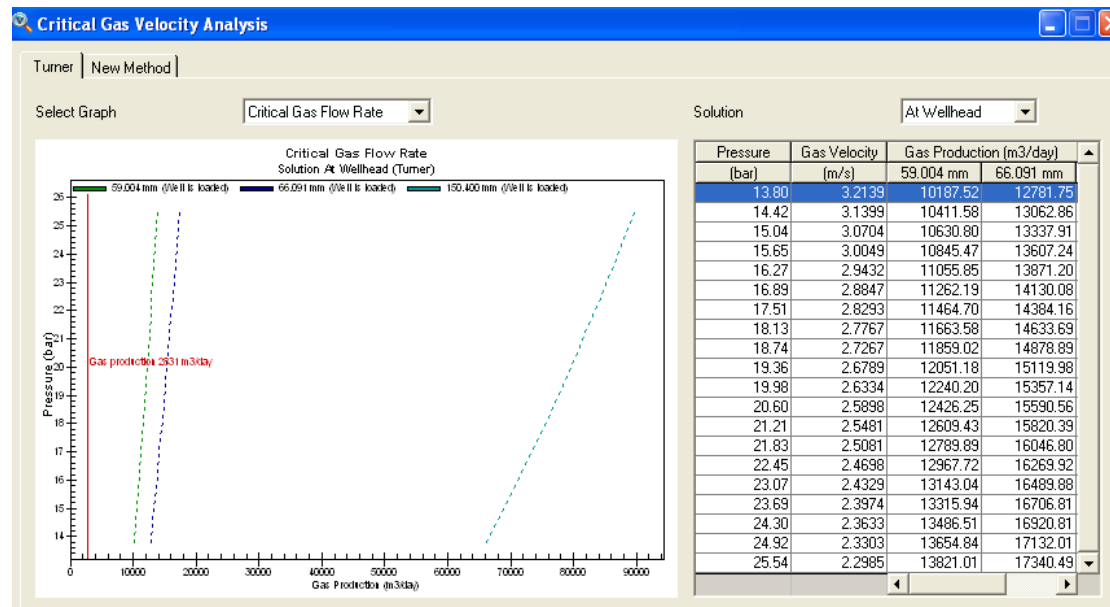 Critical Gas Velocity Analysis
Turner New Method
Select Graph Critical Gas Flow Rate Solution At Wellhead
Critical Gas Flow Rate
Solution At Wellhead (Turner)
59.004 mm (Well is loaded) 66.091 mm (Well is loaded) 150.400 mm (Well is loaded)
26
25
24
23
22
21
20
19
18
17
16
15
14
Pressure (bar)
Gas production 2631 m3/day
0 10000 20000 30000 40000 50000 60000 70000 80000 90000
Gas Production (m3/day)
Pressure Gas Velocity Gas Production (m3/day)
(bar) (m/s) 59.004 mm 66.091 mm
13.80 3.2139 10187.52 12781.75
14.42 3.1399 10411.58 13062.86
15.04 3.0704 10630.80 13337.91
15.65 3.0049 10845.47 13607.24
16.27 2.9432 11055.85 13871.20
16.89 2.8847 11262.19 14130.08
17.51 2.8293 11464.70 14384.16
18.13 2.7767 11663.58 14633.69
18.74 2.7267 11859.02 14878.89
19.36 2.6789 12051.18 15119.98
19.98 2.6334 12240.20 15357.14
20.60 2.5898 12426.25 15590.56
21.21 2.5481 12609.43 15820.39
21.83 2.5081 12789.89 16046.80
22.45 2.4698 12967.72 16269.92
23.07 2.4329 13143.04 16489.88
23.69 2.3974 13315.94 16706.81
24.30 2.3633 13486.51 16920.81
24.92 2.3303 13654.84 17132.01
25.54 2.2985 13821.01 17340.49